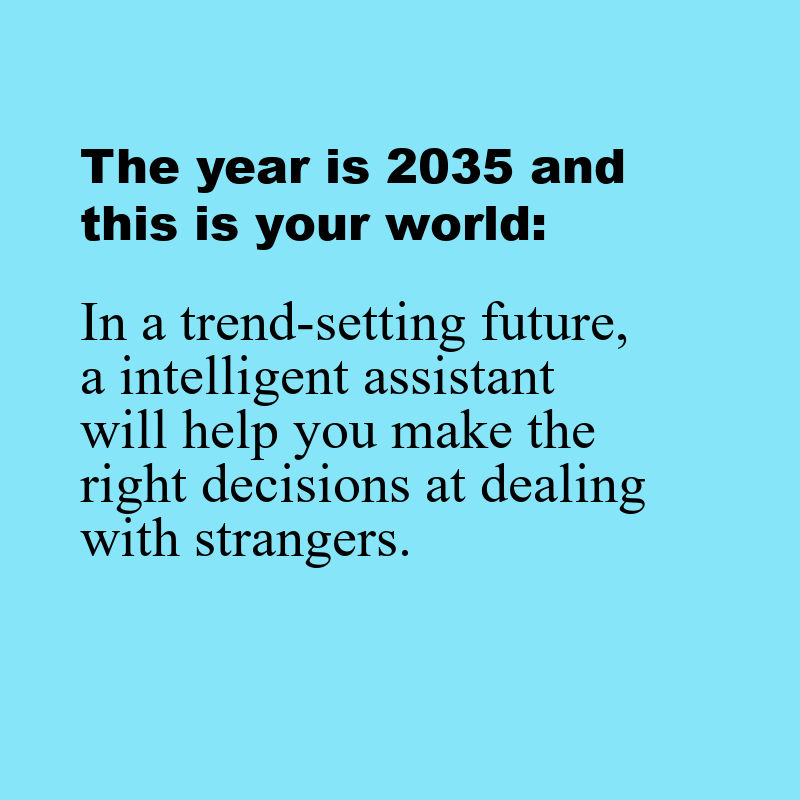 The year is 2035 and
this is your world:
In a trend-setting future,
a intelligent assistant
will help you make the
right decisions at dealing
with strangers.